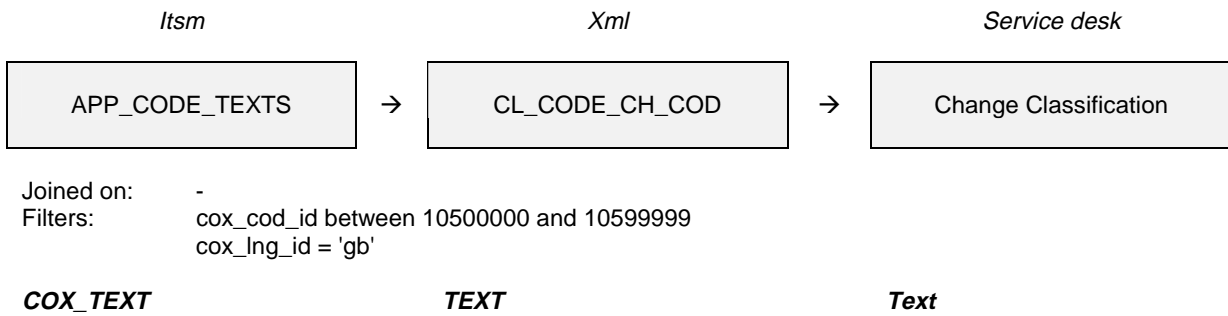 Itsm Xml Service desk
APP_CODE_TEXTS → CL_CODE_CH_COD → Change Classification
Joined on: -
Filters: cox_cod_id between 10500000 and 10599999
cox_lng_id = 'gb'
COX_TEXT TEXT Text